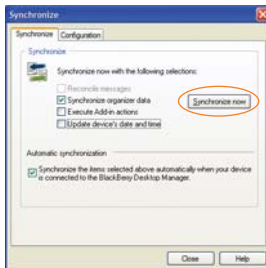 Synchronize
Synchronize Configuration
Synchronize
Synchronize now with the following selections:
Reconcile messages
Synchronize organizer data
Synchronize now
Execute Add-in actions
Update device's date and time
Automatic synchronization
Synchronize the items selected above automatically when your device
is connected to the BlackBerry Desktop Manager.
Close Help